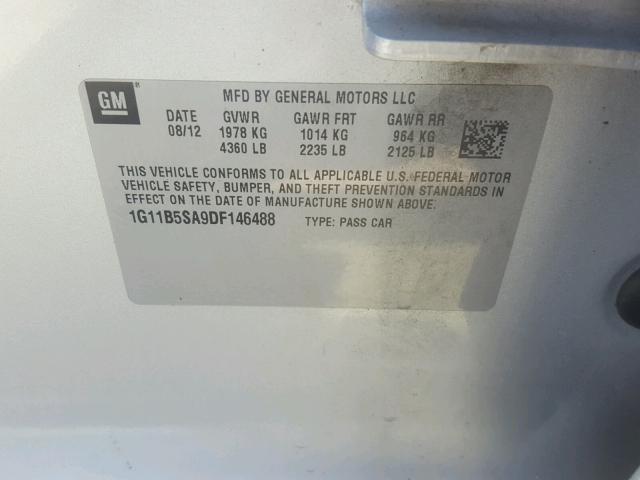 GM
MFD BY GENERAL MOTORS LLC
DATE GVWR GAWR FRT GAWR RR
08/12 1978 KG 1014 KG 964 KG
4360 LB 2235 LB 2125 LB
THIS VEHICLE CONFORMS TO ALL APPLICABLE U.S. FEDERAL MOTOR
VEHICLE SAFETY, BUMPER, AND THEFT PREVENTION STANDARDS IN
EFFECT ON THE DATE OF MANUFACTURE SHOWN ABOVE.
1G11B5SA9DF146488 TYPE: PASS CAR